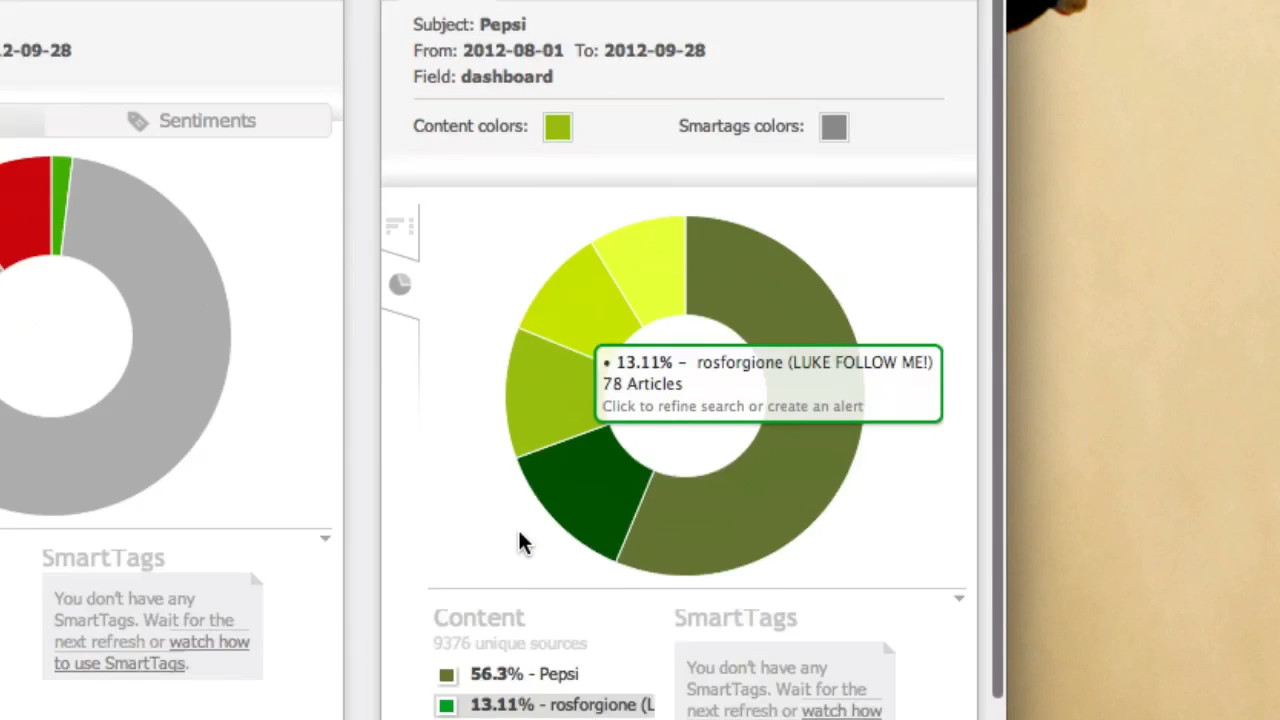 2-09-28
Sentiments
SmartTags
You don't have any
SmartTags. Wait for the
next refresh or watch how
to use SmartTags.
Subject: Pepsi
From: 2012-08-01 To: 2012-09-28
Field: dashboard
Content colors:
Smartags colors:
• 13.11% – rosforgione (LUKE FOLLOW ME!)
78 Articles
Click to refine search or create an alert
Content
9376 unique sources
56.3% - Pepsi
13.11% - rosforgione (L
SmartTags
You don't have any
SmartTags. Wait for the
next refresh or watch how